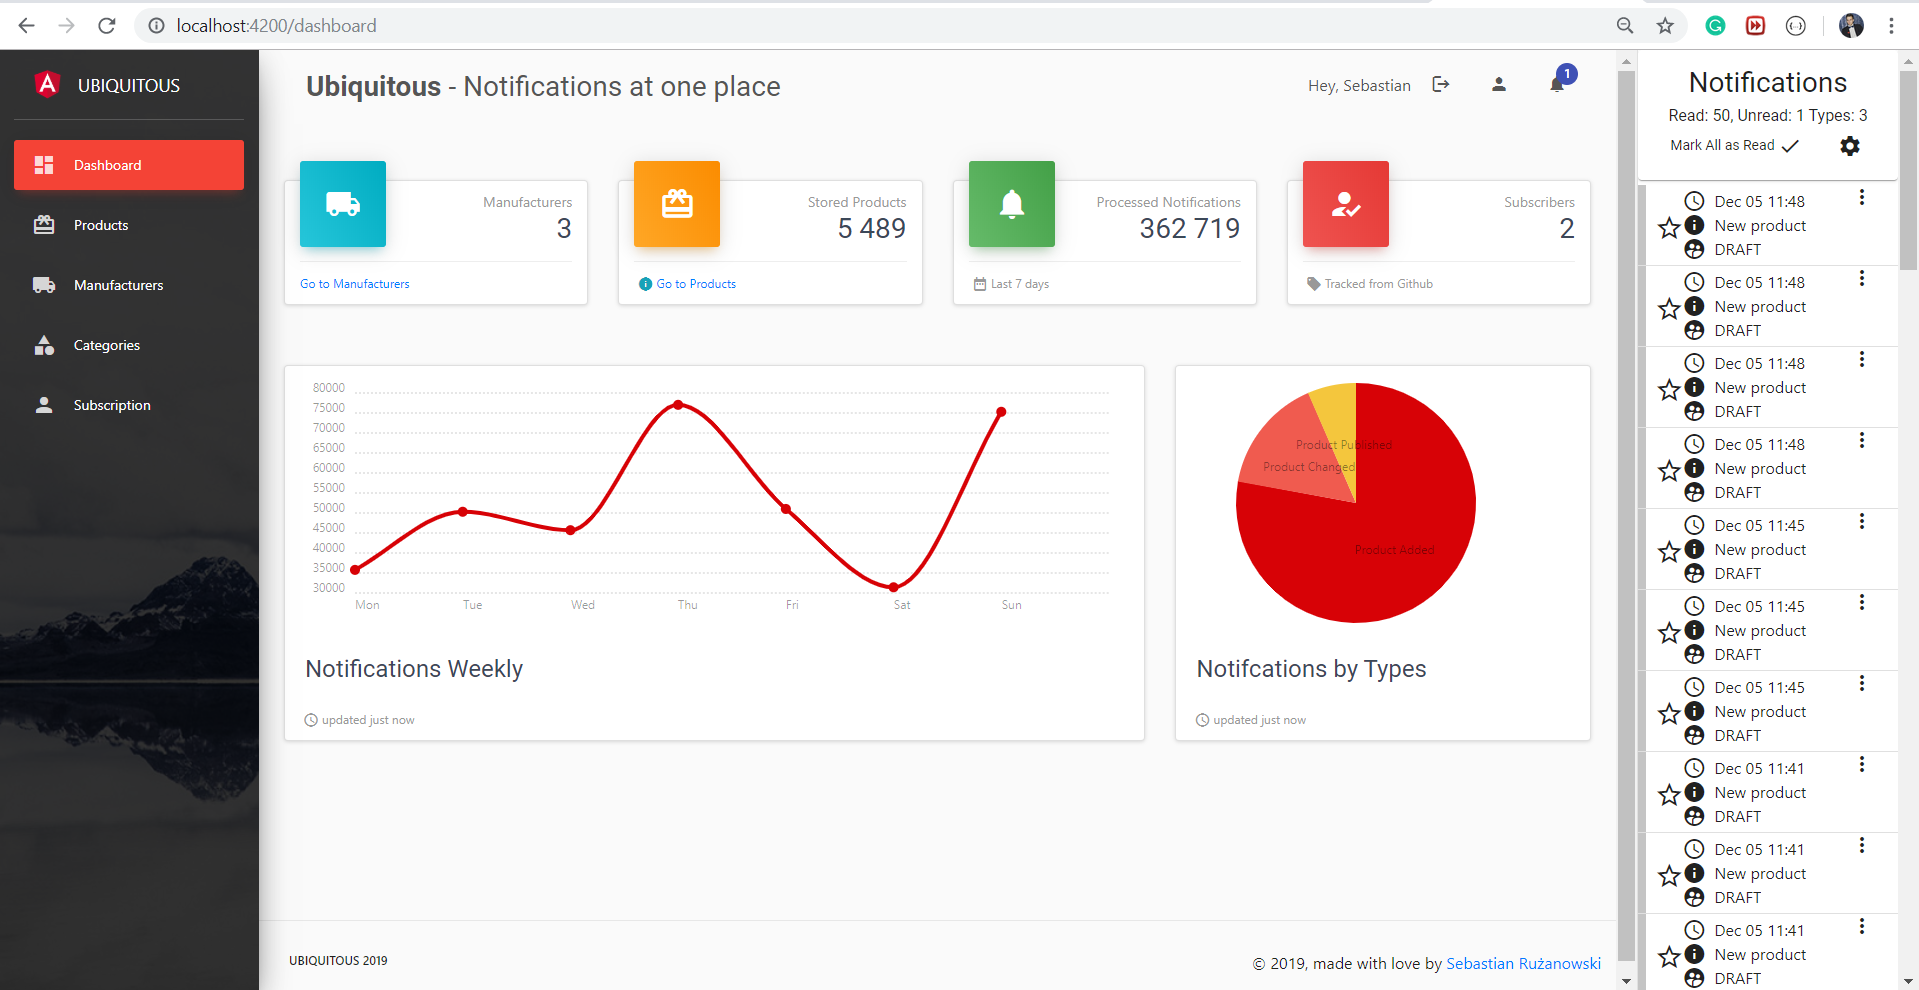 localhost:4200/dashboard
UBIQUITOUS
Dashboard
Products
Manufacturers
Categories
Subscription
Ubiquitous - Notifications at one place
Hey, Sebastian
1
Manufacturers
3
Go to Manufacturers
Stored Products
5 489
Go to Products
Processed Notifications
362 719
Last 7 days
Subscribers
2
Tracked from Github
80000
75000
70000
65000
60000
55000
50000
45000
40000
35000
30000
Mon Tue Wed Thu Fri Sat Sun
Notifications Weekly
updated just now
Product Published
Product Changed
Product Added
Notifcations by Types
updated just now
UBIQUITOUS 2019
© 2019, made with love by Sebastian Rużanowski
Notifications
Read: 50, Unread: 1 Types: 3
Mark All as Read
Dec 05 11:48
New product
DRAFT
Dec 05 11:48
New product
DRAFT
Dec 05 11:48
New product
DRAFT
Dec 05 11:48
New product
DRAFT
Dec 05 11:45
New product
DRAFT
Dec 05 11:45
New product
DRAFT
Dec 05 11:45
New product
DRAFT
Dec 05 11:41
New product
DRAFT
Dec 05 11:41
New product
DRAFT
Dec 05 11:41
New product
DRAFT